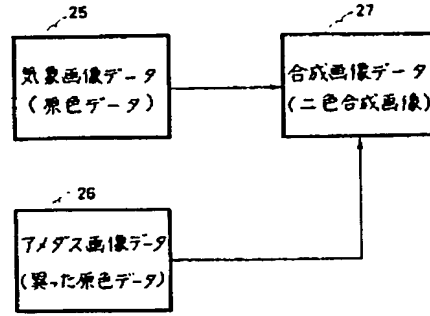 25
気象画像データ
(原色データ)
27
合成画像データ
(二色合成画像)
26
アメダス画像データ
(異った原色データ)